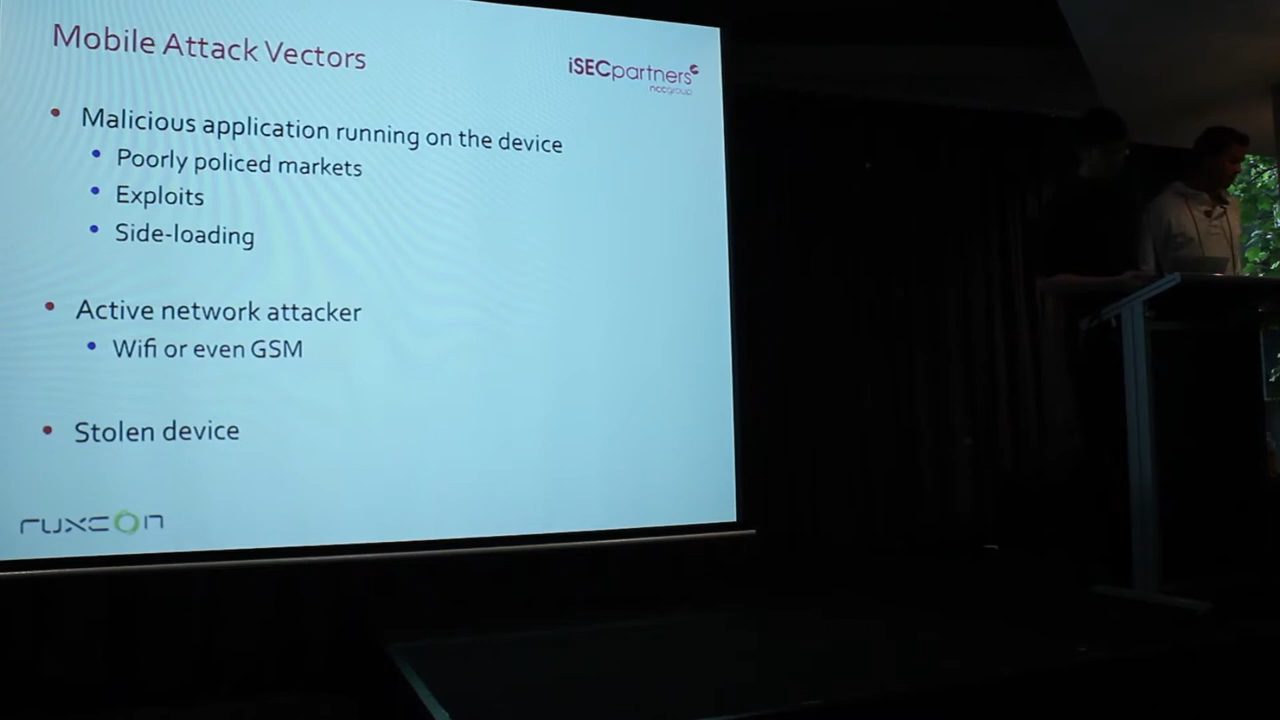 Mobile Attack Vectors
iSECpartners
nccgroup
Malicious application running on the device
Poorly policed markets
Exploits
Side-loading
Active network attacker
Wifi or even GSM
Stolen device
ruxcon